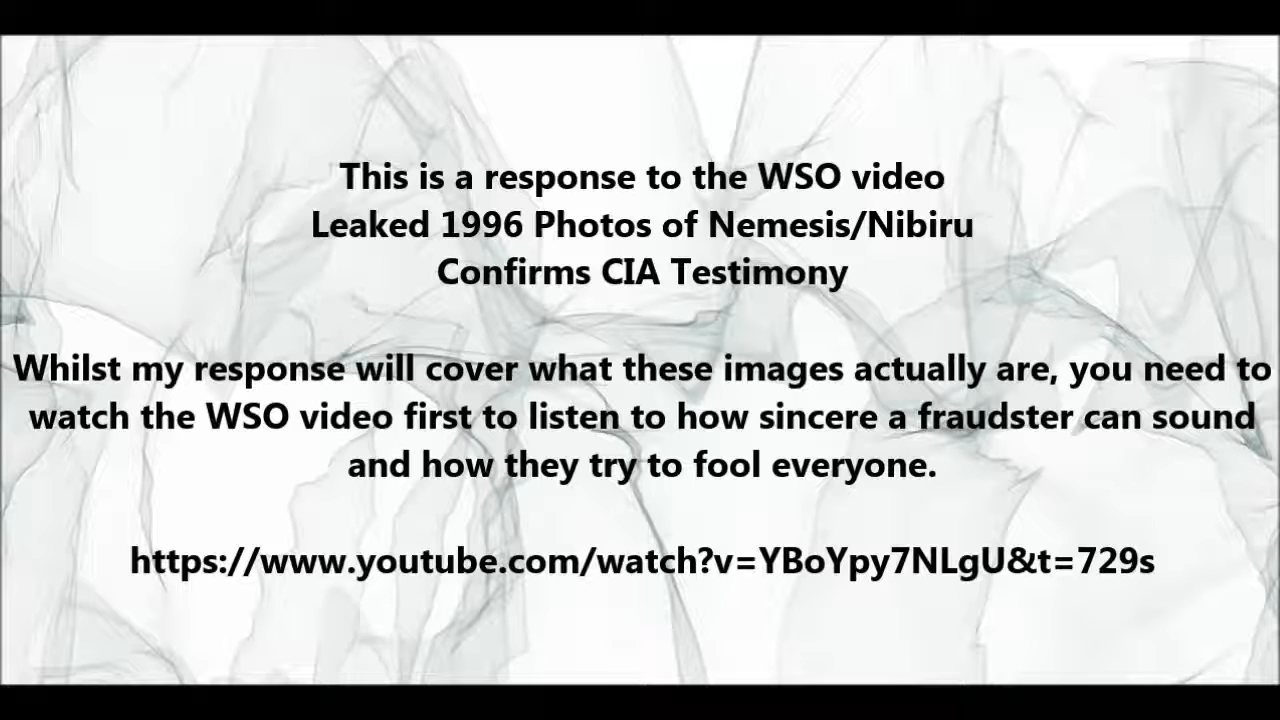 This is a response to the WSO video
Leaked 1996 Photos of Nemesis/Nibiru
Confirms CIA Testimony
Whilst my response will cover what these images actually are, you need to
watch the WSO video first to listen to how sincere a fraudster can sound
and how they try to fool everyone.
https://www.youtube.com/watch?v=YBoYpy7NLgU&t=729s